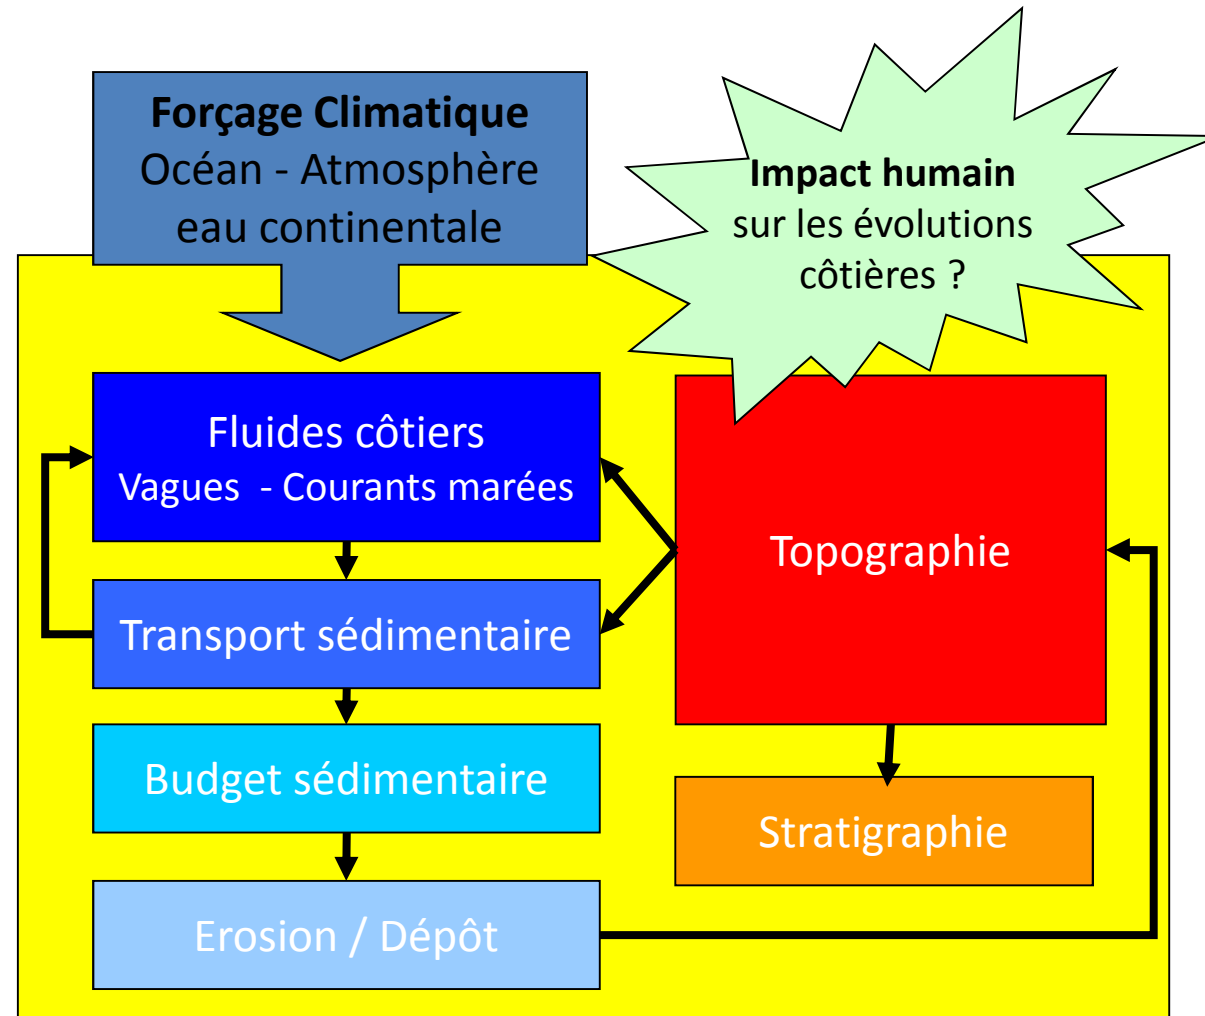 Forçage Climatique
Océan - Atmosphère
eau continentale
Impact humain
sur les évolutions
côtières ?
Fluides côtiers
Vagues - Courants marées
Transport sédimentaire
Budget sédimentaire
Erosion / Dépôt
Topographie
Stratigraphie